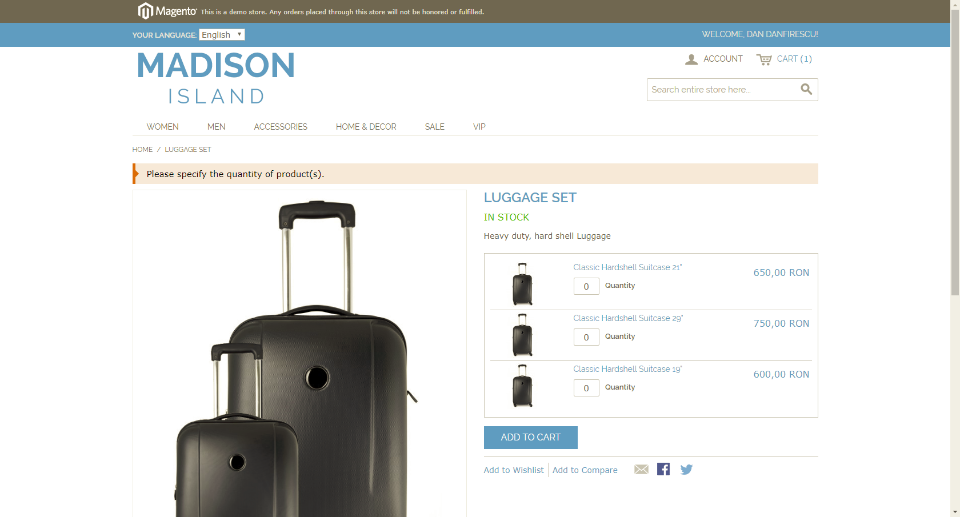 Magento This is a demo store. Any orders placed through this store will not be honored or fulfilled.
YOUR LANGUAGE: English
WELCOME, DAN DANFIRESCU!
MADISON
ISLAND
ACCOUNT
CART (1)
Search entire store here...
WOMEN MEN ACCESSORIES HOME & DECOR SALE VIP
HOME / LUGGAGE SET
Please specify the quantity of product(s).
LUGGAGE SET
IN STOCK
Heavy duty, hard shell Luggage
Classic Hardshell Suitcase 21"
650,00 RON
0 Quantity
Classic Hardshell Suitcase 29"
750,00 RON
0 Quantity
Classic Hardshell Suitcase 19"
600,00 RON
0 Quantity
ADD TO CART
Add to Wishlist Add to Compare